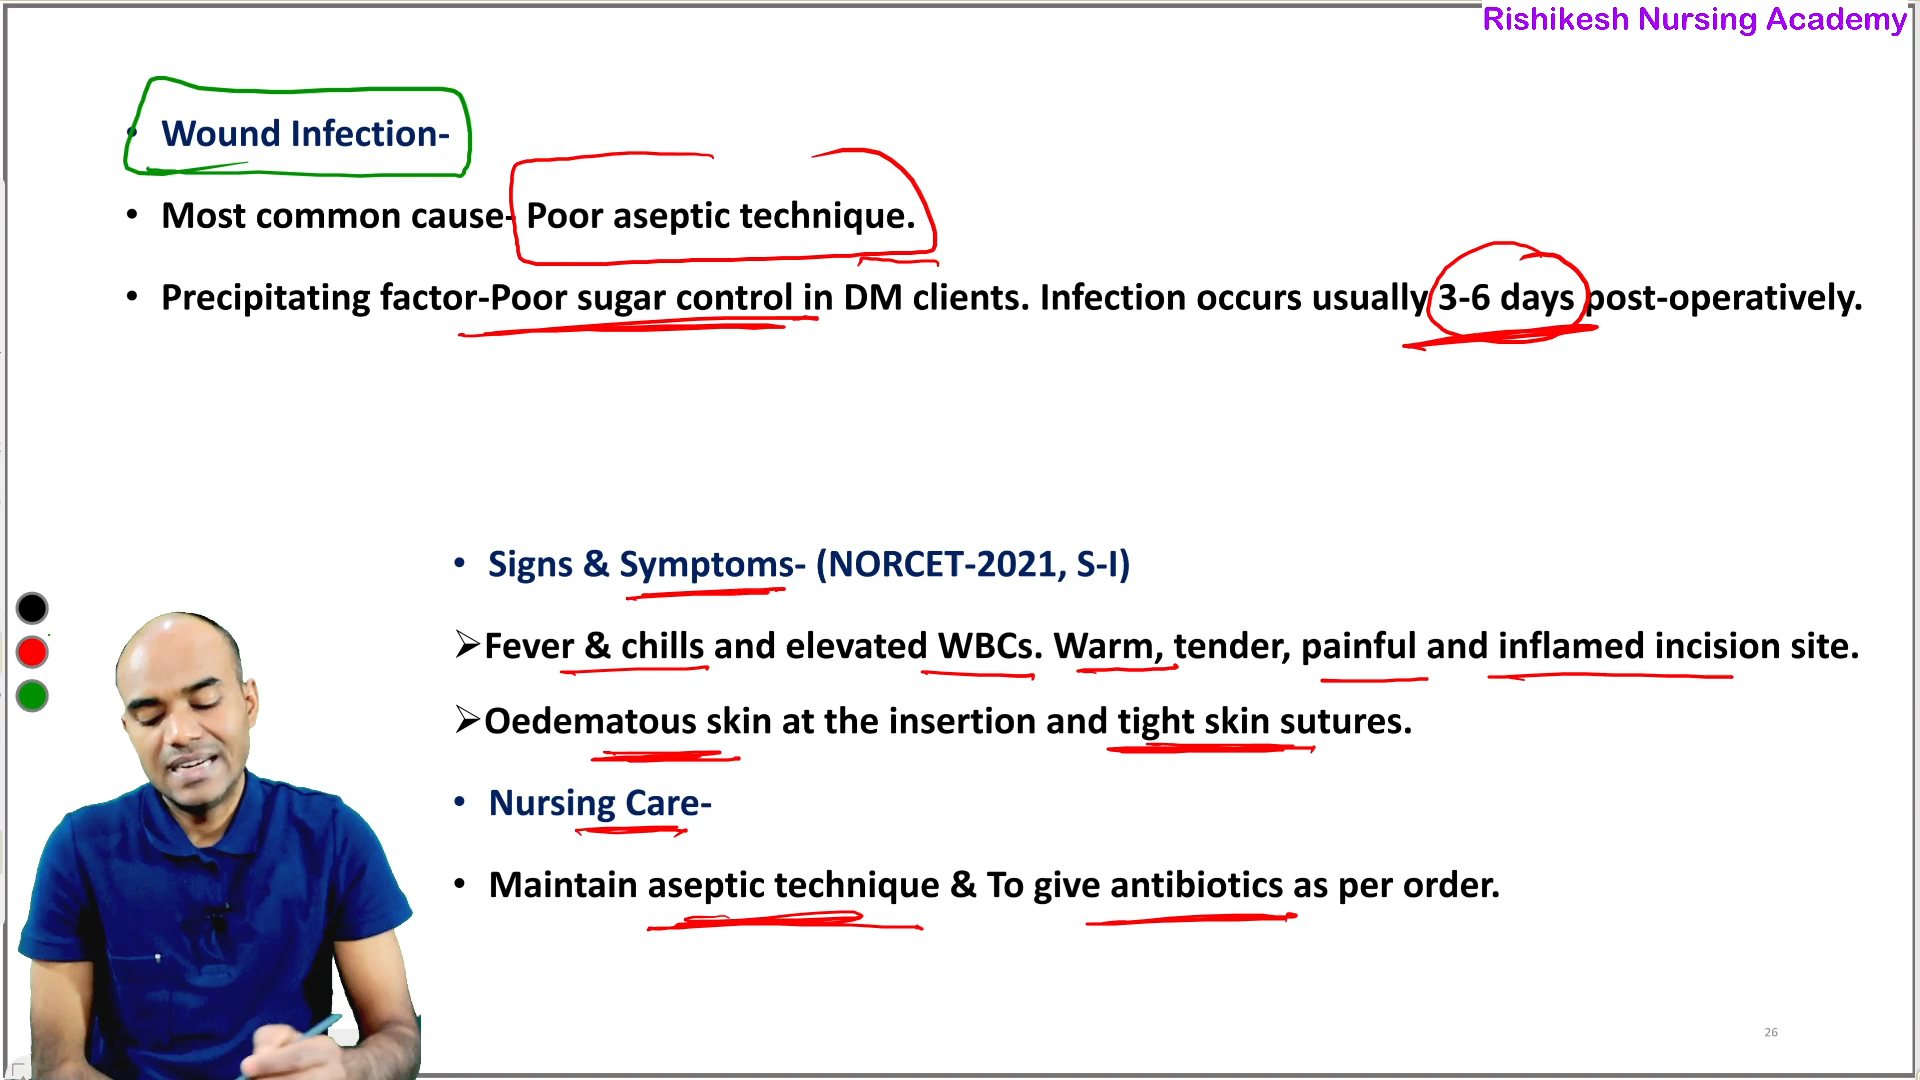 Rishikesh Nursing Academy
• Wound Infection-
• Most common cause- Poor aseptic technique.
• Precipitating factor-Poor sugar control in DM clients. Infection occurs usually 3-6 days post-operatively.
• Signs & Symptoms- (NORCET-2021, S-I)
➢Fever & chills and elevated WBCs. Warm, tender, painful and inflamed incision site.
➢Oedematous skin at the insertion and tight skin sutures.
• Nursing Care-
• Maintain aseptic technique & To give antibiotics as per order.
26